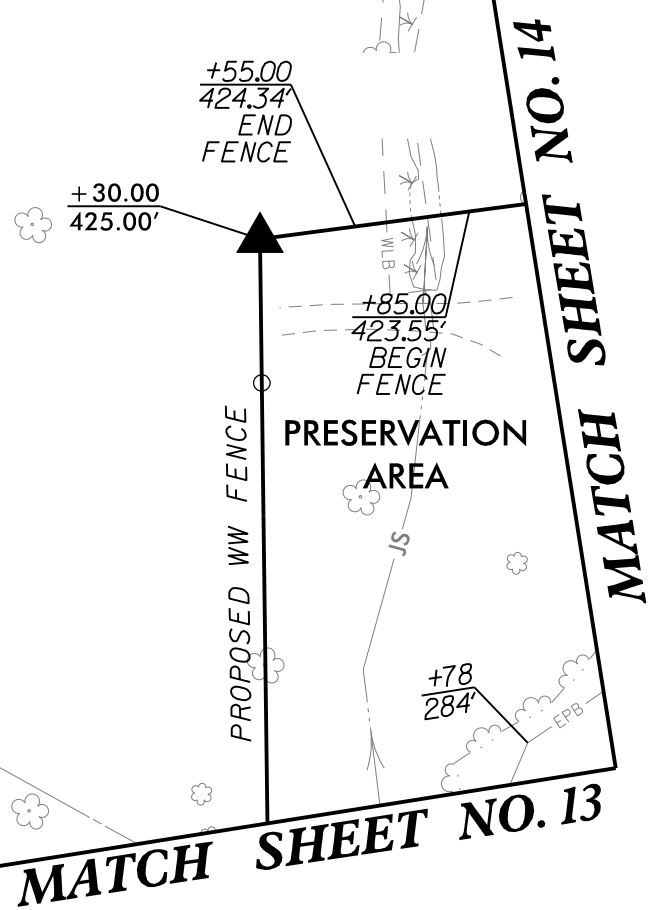 +55.00
424.34'
END
FENCE
+30.00
425.00'
WLB
+85.00
423.55'
BEGIN
FENCE
PRESERVATION
AREA
PROPOSED WW FENCE
JS
+78
284'
EPB
MATCH SHEET NO. 14
MATCH SHEET NO. 13